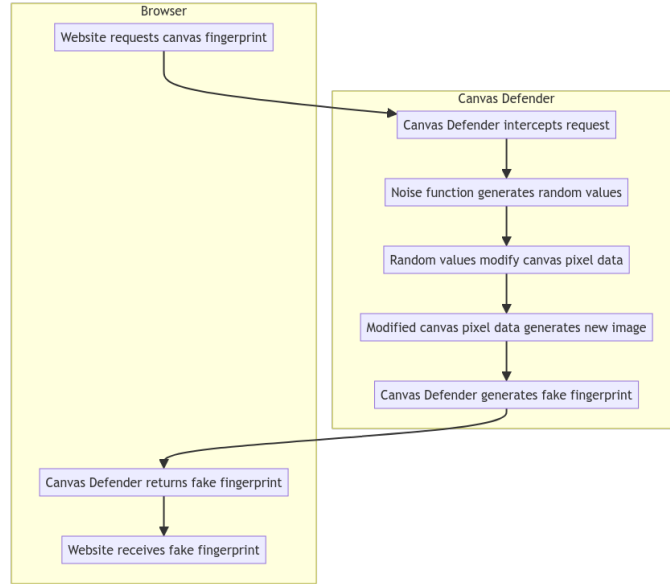 Browser
Website requests canvas fingerprint
Canvas Defender
Canvas Defender intercepts request
Noise function generates random values
Random values modify canvas pixel data
Modified canvas pixel data generates new image
Canvas Defender generates fake fingerprint
Canvas Defender returns fake fingerprint
Website receives fake fingerprint